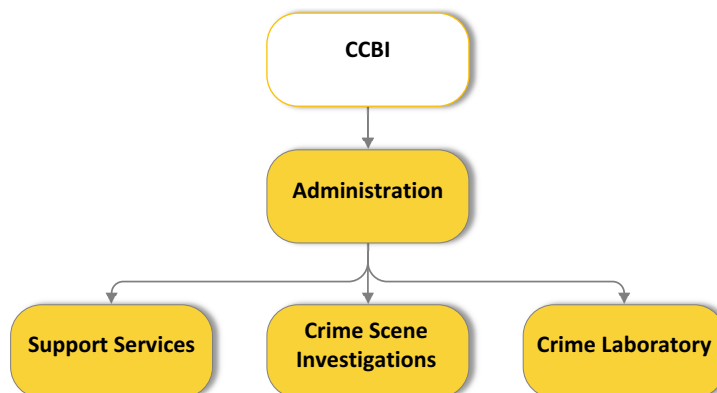 CCBI
Administration
Support Services
Crime Scene
Investigations
Crime Laboratory